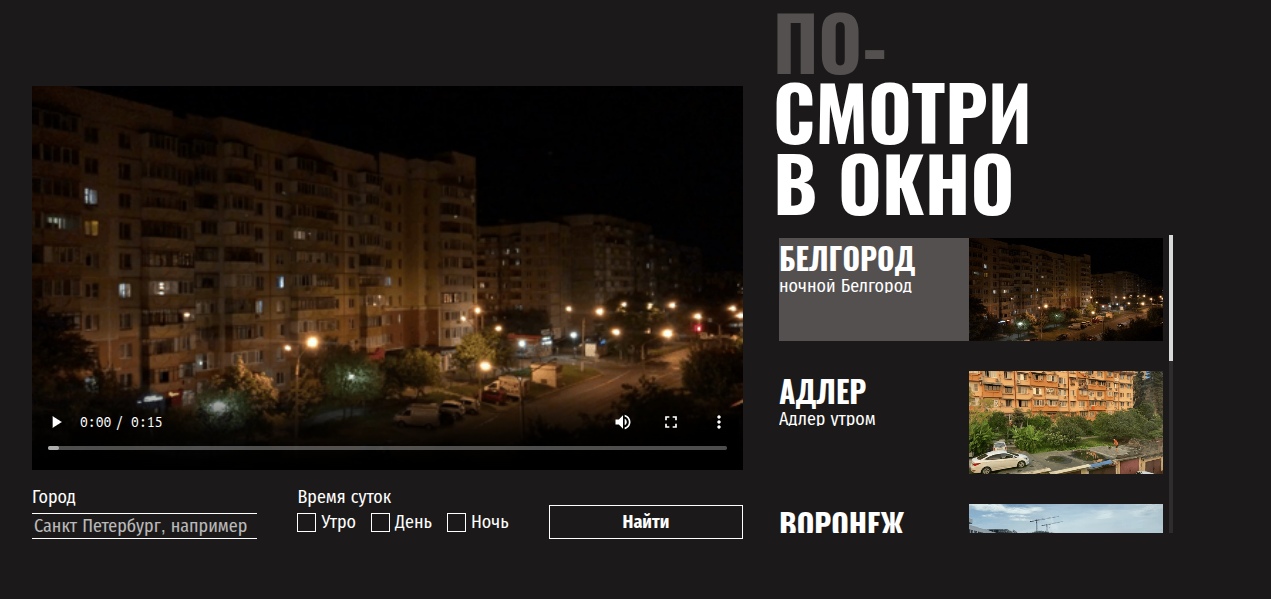 ПО-
СМОТРИ
В ОКНО
БЕЛГОРОД
ночной Белгород
АДЛЕР
Адлер утром
ВОРОНЕЖ
0:00 / 0:15
Город
Санкт Петербург, например
Время суток
Утро День Ночь
Найти